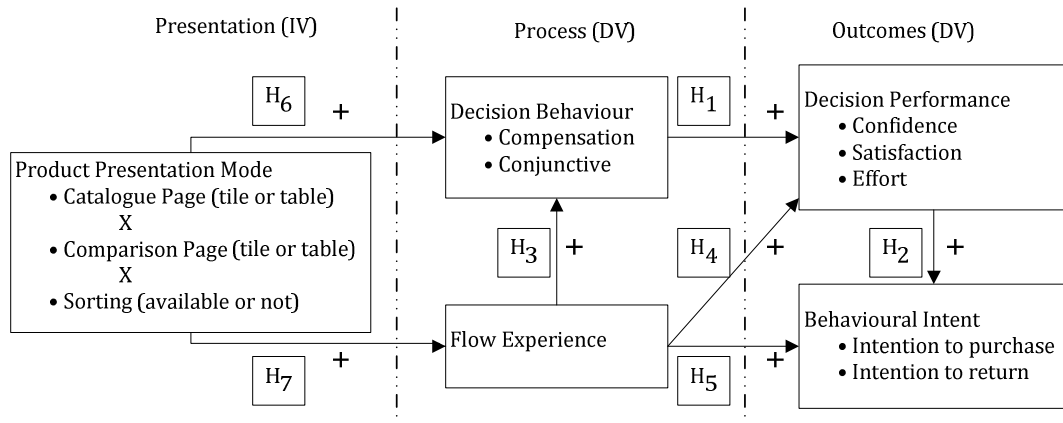 Presentation (IV)
Process (DV)
Outcomes (DV)
H6
+
H1
+
Decision Behaviour
• Compensation
• Conjunctive
Decision Performance
• Confidence
• Satisfaction
• Effort
Product Presentation Mode
• Catalogue Page (tile or table)
X
• Comparison Page (tile or table)
X
• Sorting (available or not)
H3
+
H4
+
H2
+
Flow Experience
Behavioural Intent
• Intention to purchase
• Intention to return
H7
+
H5
+